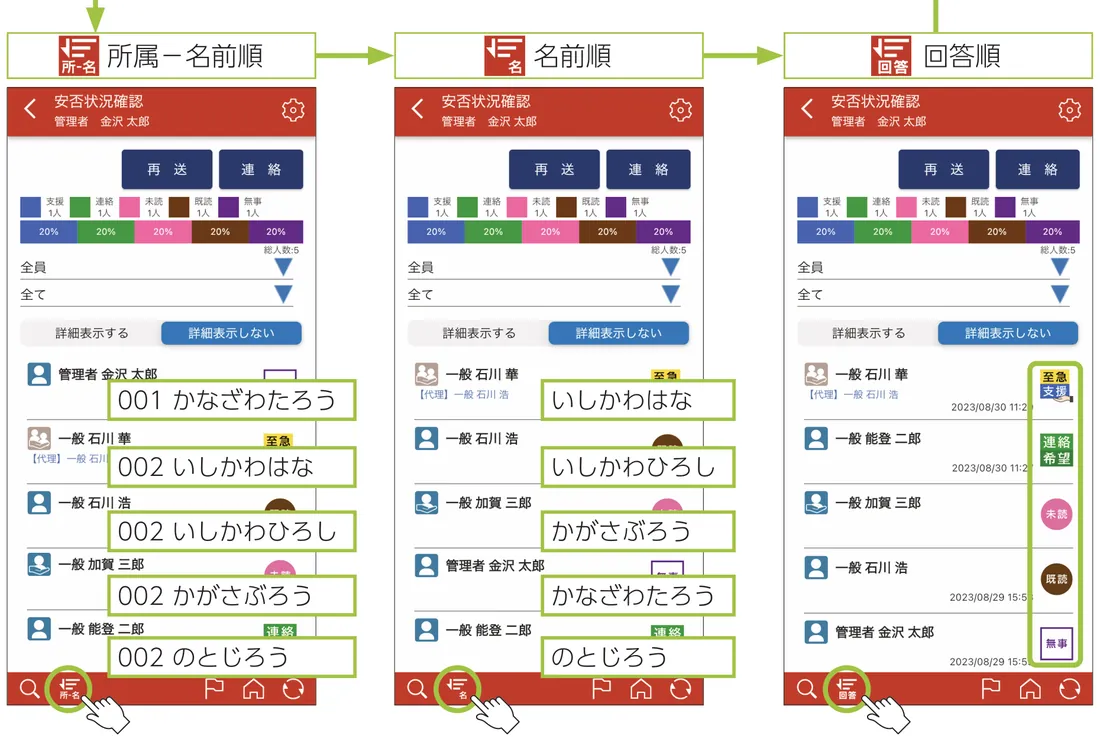 所-名 所属－名前順
安否状況確認
管理者 金沢 太郎
再 送 連 絡
支援 1人 連絡 1人 未読 1人 既読 1人 無事 1人
20% 20% 20% 20% 20%
総人数:5
全員
全て
詳細表示する 詳細表示しない
管理者 金沢 太郎
001 かなざわたろう
一般 石川 華 至急
【代理】一般 石川
002 いしかわはな
一般 石川 浩
002 いしかわひろし
一般 加賀 三郎
002 かがさぶろう
一般 能登 二郎 連絡
002 のとじろう
所-名
名 名前順
安否状況確認
管理者 金沢 太郎
再 送 連 絡
支援 1人 連絡 1人 未読 1人 既読 1人 無事 1人
20% 20% 20% 20% 20%
総人数:5
全員
全て
詳細表示する 詳細表示しない
一般 石川 華 至急
【代理】一般 石川 浩
いしかわはな
一般 石川 浩
いしかわひろし
一般 加賀 三郎
かがさぶろう
管理者 金沢 太郎
かなざわたろう
一般 能登 二郎 連絡
のとじろう
名
回答 回答順
安否状況確認
管理者 金沢 太郎
再 送 連 絡
支援 1人 連絡 1人 未読 1人 既読 1人 無事 1人
20% 20% 20% 20% 20%
総人数:5
全員
全て
詳細表示する 詳細表示しない
一般 石川 華 至急 支援
【代理】一般 石川 浩
2023/08/30 11:2
一般 能登 二郎 連絡 希望
2023/08/30 11:2
一般 加賀 三郎 未読
一般 石川 浩 既読
2023/08/29 15:5
管理者 金沢 太郎 無事
2023/08/29 15:5
回答